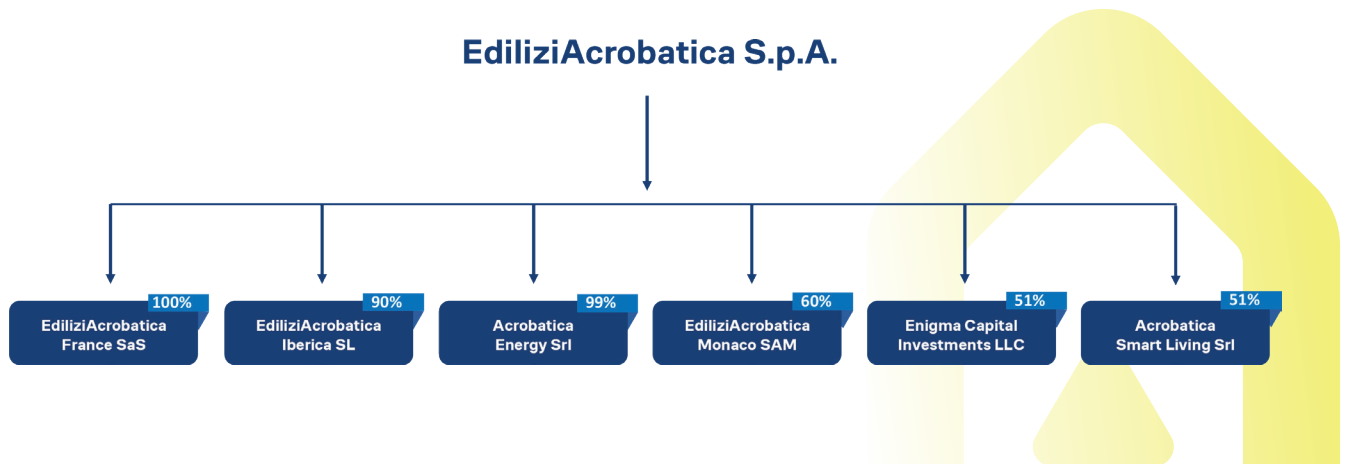 EdiliziAcrobatica S.p.A.
100%
EdiliziAcrobatica
France SaS
90%
EdiliziAcrobatica
Iberica SL
99%
Acrobatica
Energy Srl
60%
EdiliziAcrobatica
Monaco SAM
51%
Enigma Capital
Investments LLC
51%
Acrobatica
Smart Living Srl